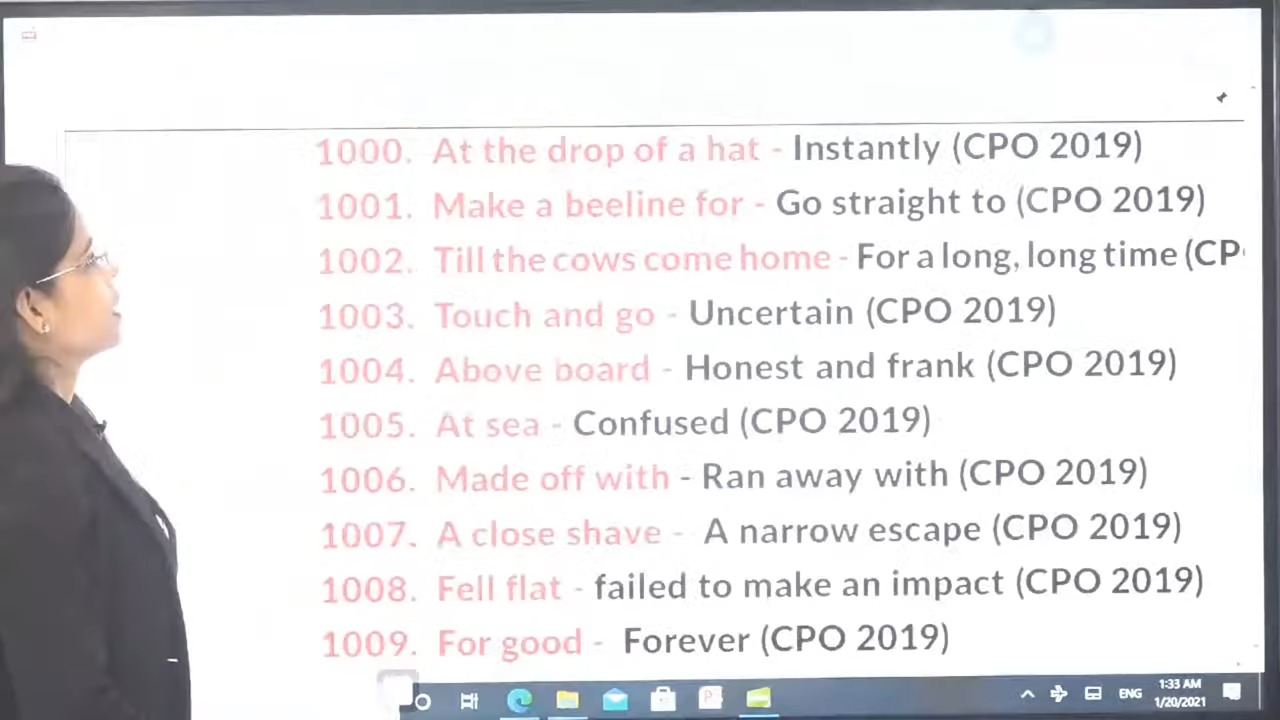 1000. At the drop of a hat - Instantly (CPO 2019)
1001. Make a beeline for - Go straight to (CPO 2019)
1002. Till the cows come home - For a long, long time (CP
1003. Touch and go - Uncertain (CPO 2019)
1004. Above board - Honest and frank (CPO 2019)
1005. At sea - Confused (CPO 2019)
1006. Made off with - Ran away with (CPO 2019)
1007. A close shave - A narrow escape (CPO 2019)
1008. Fell flat - failed to make an impact (CPO 2019)
1009. For good - Forever (CPO 2019)
ENG
1:33 AM
1/20/2021